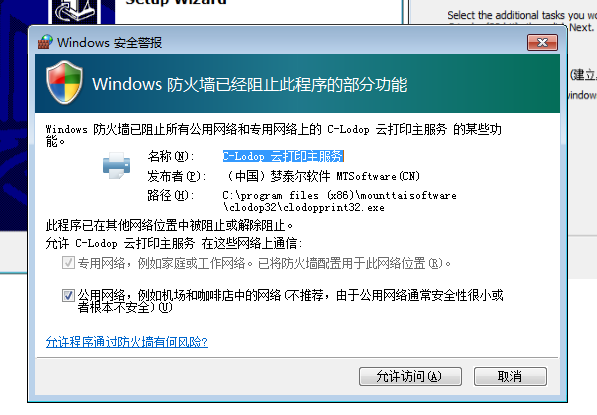 Setup Wizard
Select the additional tasks you wo
Next.
Windows 安全警报
(建立
indow
Windows 防火墙已经阻止此程序的部分功能
Windows 防火墙已阻止所有公用网络和专用网络上的 C-Lodop 云打印主服务 的某些功
能。
名称(N): C-Lodop 云打印主服务
发布者(P): （中国）梦泰尔软件 MTSoftware(CN)
路径(H): C:\program files (x86)\mounttaisoftware
\clodop32\clodopprint32.exe
此程序已在其他网络位置中被阻止或解除阻止。
允许 C-Lodop 云打印主服务 在这些网络上通信:
专用网络，例如家庭或工作网络。已将防火墙配置用于此网络位置(R)。
公用网络，例如机场和咖啡店中的网络(不推荐，由于公用网络通常安全性很小或
者根本不安全)(U)
允许程序通过防火墙有何风险?
允许访问(A)
取消